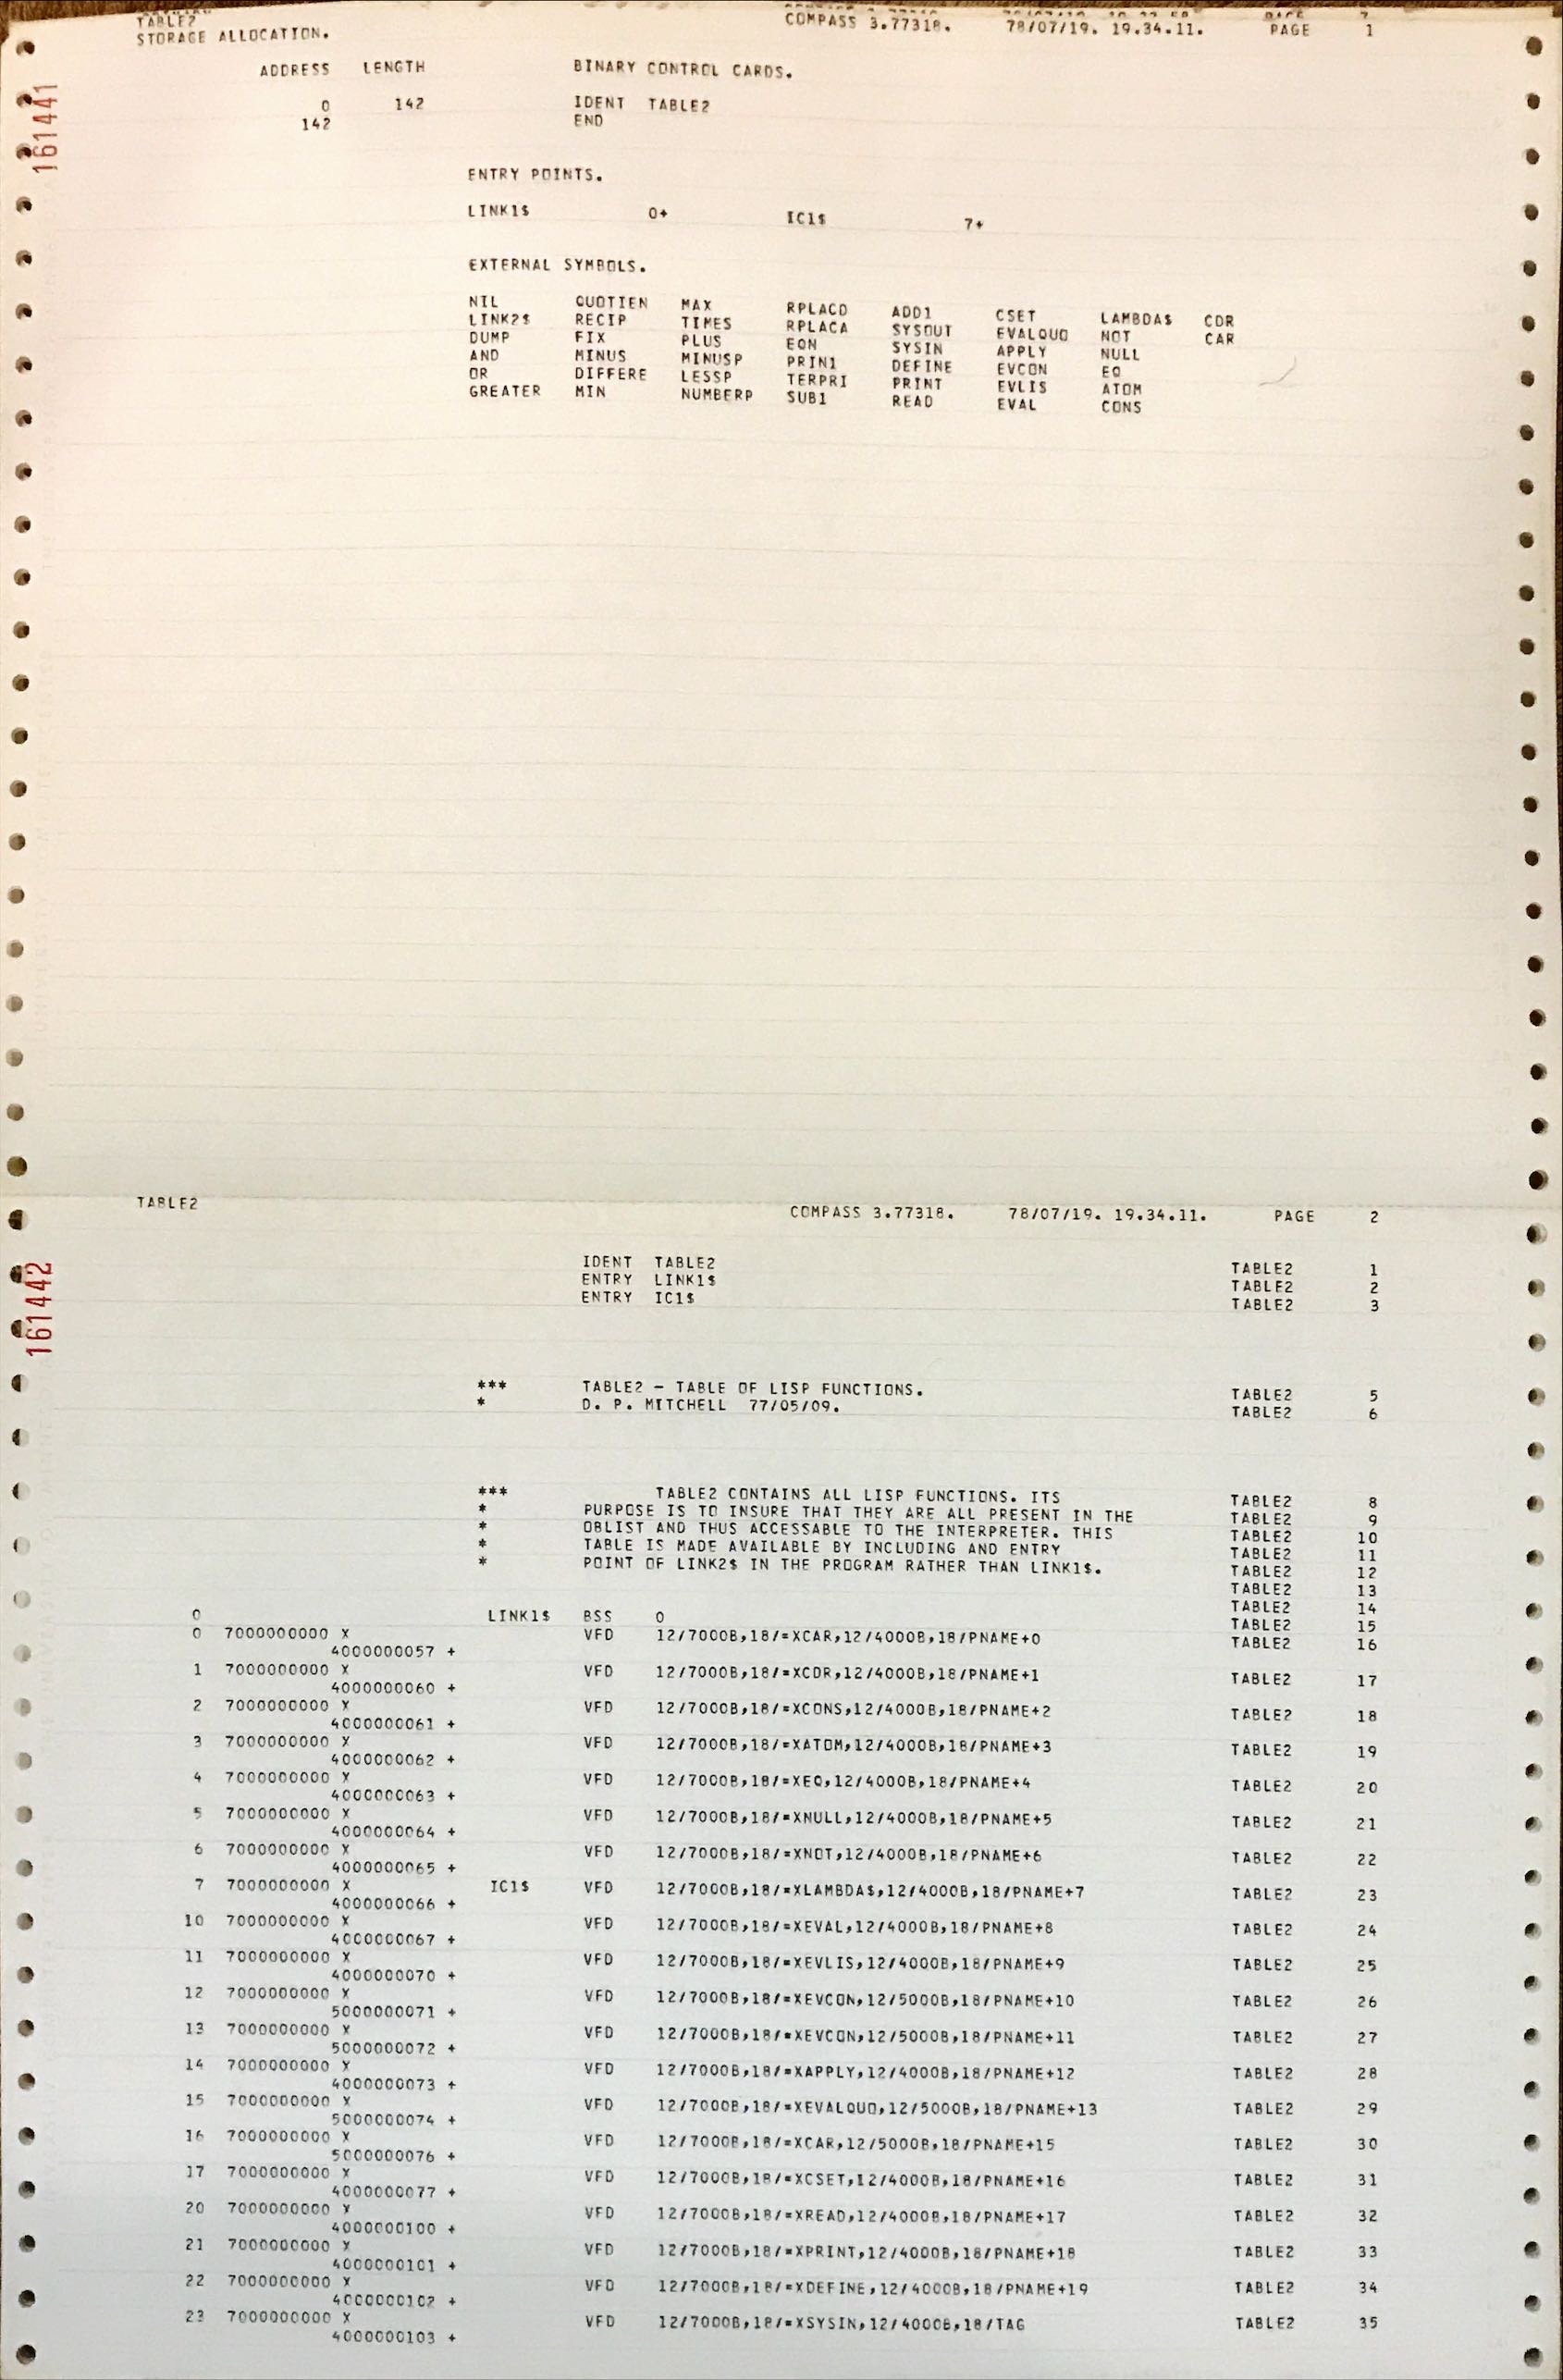 TABLE2 COMPASS 3.77318. 78/07/19. 19.34.11. PAGE 1
STORAGE ALLOCATION.
ADDRESS LENGTH BINARY CONTROL CARDS.
0 142 IDENT TABLE2
142 END
161441
ENTRY POINTS.
LINK1$ 0+ IC1$ 7+
EXTERNAL SYMBOLS.
NIL QUOTIEN MAX RPLACD ADD1 CSET LAMBDA$ CDR
LINK2$ RECIP TIMES RPLACA SYSOUT EVALQUO NOT CAR
DUMP FIX PLUS EQN SYSIN APPLY NULL
AND MINUS MINUSP PRIN1 DEFINE EVCON EQ
OR DIFFERE LESSP TERPRI PRINT EVLIS ATOM
GREATER MIN NUMBERP SUB1 READ EVAL CONS
TABLE2 COMPASS 3.77318. 78/07/19. 19.34.11. PAGE 2
161442
IDENT TABLE2 TABLE2 1
ENTRY LINK1$ TABLE2 2
ENTRY IC1$ TABLE2 3
*** TABLE2 - TABLE OF LISP FUNCTIONS. TABLE2 5
* D. P. MITCHELL 77/05/09. TABLE2 6
*** TABLE2 CONTAINS ALL LISP FUNCTIONS. ITS TABLE2 8
* PURPOSE IS TO INSURE THAT THEY ARE ALL PRESENT IN THE TABLE2 9
* OBLIST AND THUS ACCESSABLE TO THE INTERPRETER. THIS TABLE2 10
* TABLE IS MADE AVAILABLE BY INCLUDING AND ENTRY TABLE2 11
* POINT OF LINK2$ IN THE PROGRAM RATHER THAN LINK1$. TABLE2 12
TABLE2 13
TABLE2 14
0 LINK1$ BSS 0 TABLE2 15
0 7000000000 X VFD 12/7000B,18/=XCAR,12/4000B,18/PNAME+0 TABLE2 16
4000000057 +
1 7000000000 X VFD 12/7000B,18/=XCDR,12/4000B,18/PNAME+1 TABLE2 17
4000000060 +
2 7000000000 X VFD 12/7000B,18/=XCONS,12/4000B,18/PNAME+2 TABLE2 18
4000000061 +
3 7000000000 X VFD 12/7000B,18/=XATOM,12/4000B,18/PNAME+3 TABLE2 19
4000000062 +
4 7000000000 X VFD 12/7000B,18/=XEQ,12/4000B,18/PNAME+4 TABLE2 20
4000000063 +
5 7000000000 X VFD 12/7000B,18/=XNULL,12/4000B,18/PNAME+5 TABLE2 21
4000000064 +
6 7000000000 X VFD 12/7000B,18/=XNOT,12/4000B,18/PNAME+6 TABLE2 22
4000000065 +
7 7000000000 X IC1$ VFD 12/7000B,18/=XLAMBDA$,12/4000B,18/PNAME+7 TABLE2 23
4000000066 +
10 7000000000 X VFD 12/7000B,18/=XEVAL,12/4000B,18/PNAME+8 TABLE2 24
4000000067 +
11 7000000000 X VFD 12/7000B,18/=XEVLIS,12/4000B,18/PNAME+9 TABLE2 25
4000000070 +
12 7000000000 X VFD 12/7000B,18/=XEVCON,12/5000B,18/PNAME+10 TABLE2 26
5000000071 +
13 7000000000 X VFD 12/7000B,18/=XEVCON,12/5000B,18/PNAME+11 TABLE2 27
5000000072 +
14 7000000000 X VFD 12/7000B,18/=XAPPLY,12/4000B,18/PNAME+12 TABLE2 28
4000000073 +
15 7000000000 X VFD 12/7000B,18/=XEVALQUO,12/5000B,18/PNAME+13 TABLE2 29
5000000074 +
16 7000000000 X VFD 12/7000B,18/=XCAR,12/5000B,18/PNAME+15 TABLE2 30
5000000076 +
17 7000000000 X VFD 12/7000B,18/=XCSET,12/4000B,18/PNAME+16 TABLE2 31
4000000077 +
20 7000000000 X VFD 12/7000B,18/=XREAD,12/4000B,18/PNAME+17 TABLE2 32
4000000100 +
21 7000000000 X VFD 12/7000B,18/=XPRINT,12/4000B,18/PNAME+18 TABLE2 33
4000000101 +
22 7000000000 X VFD 12/7000B,18/=XDEFINE,12/4000B,18/PNAME+19 TABLE2 34
4000000102 +
23 7000000000 X VFD 12/7000B,18/=XSYSIN,12/4000B,18/TAG TABLE2 35
4000000103 +